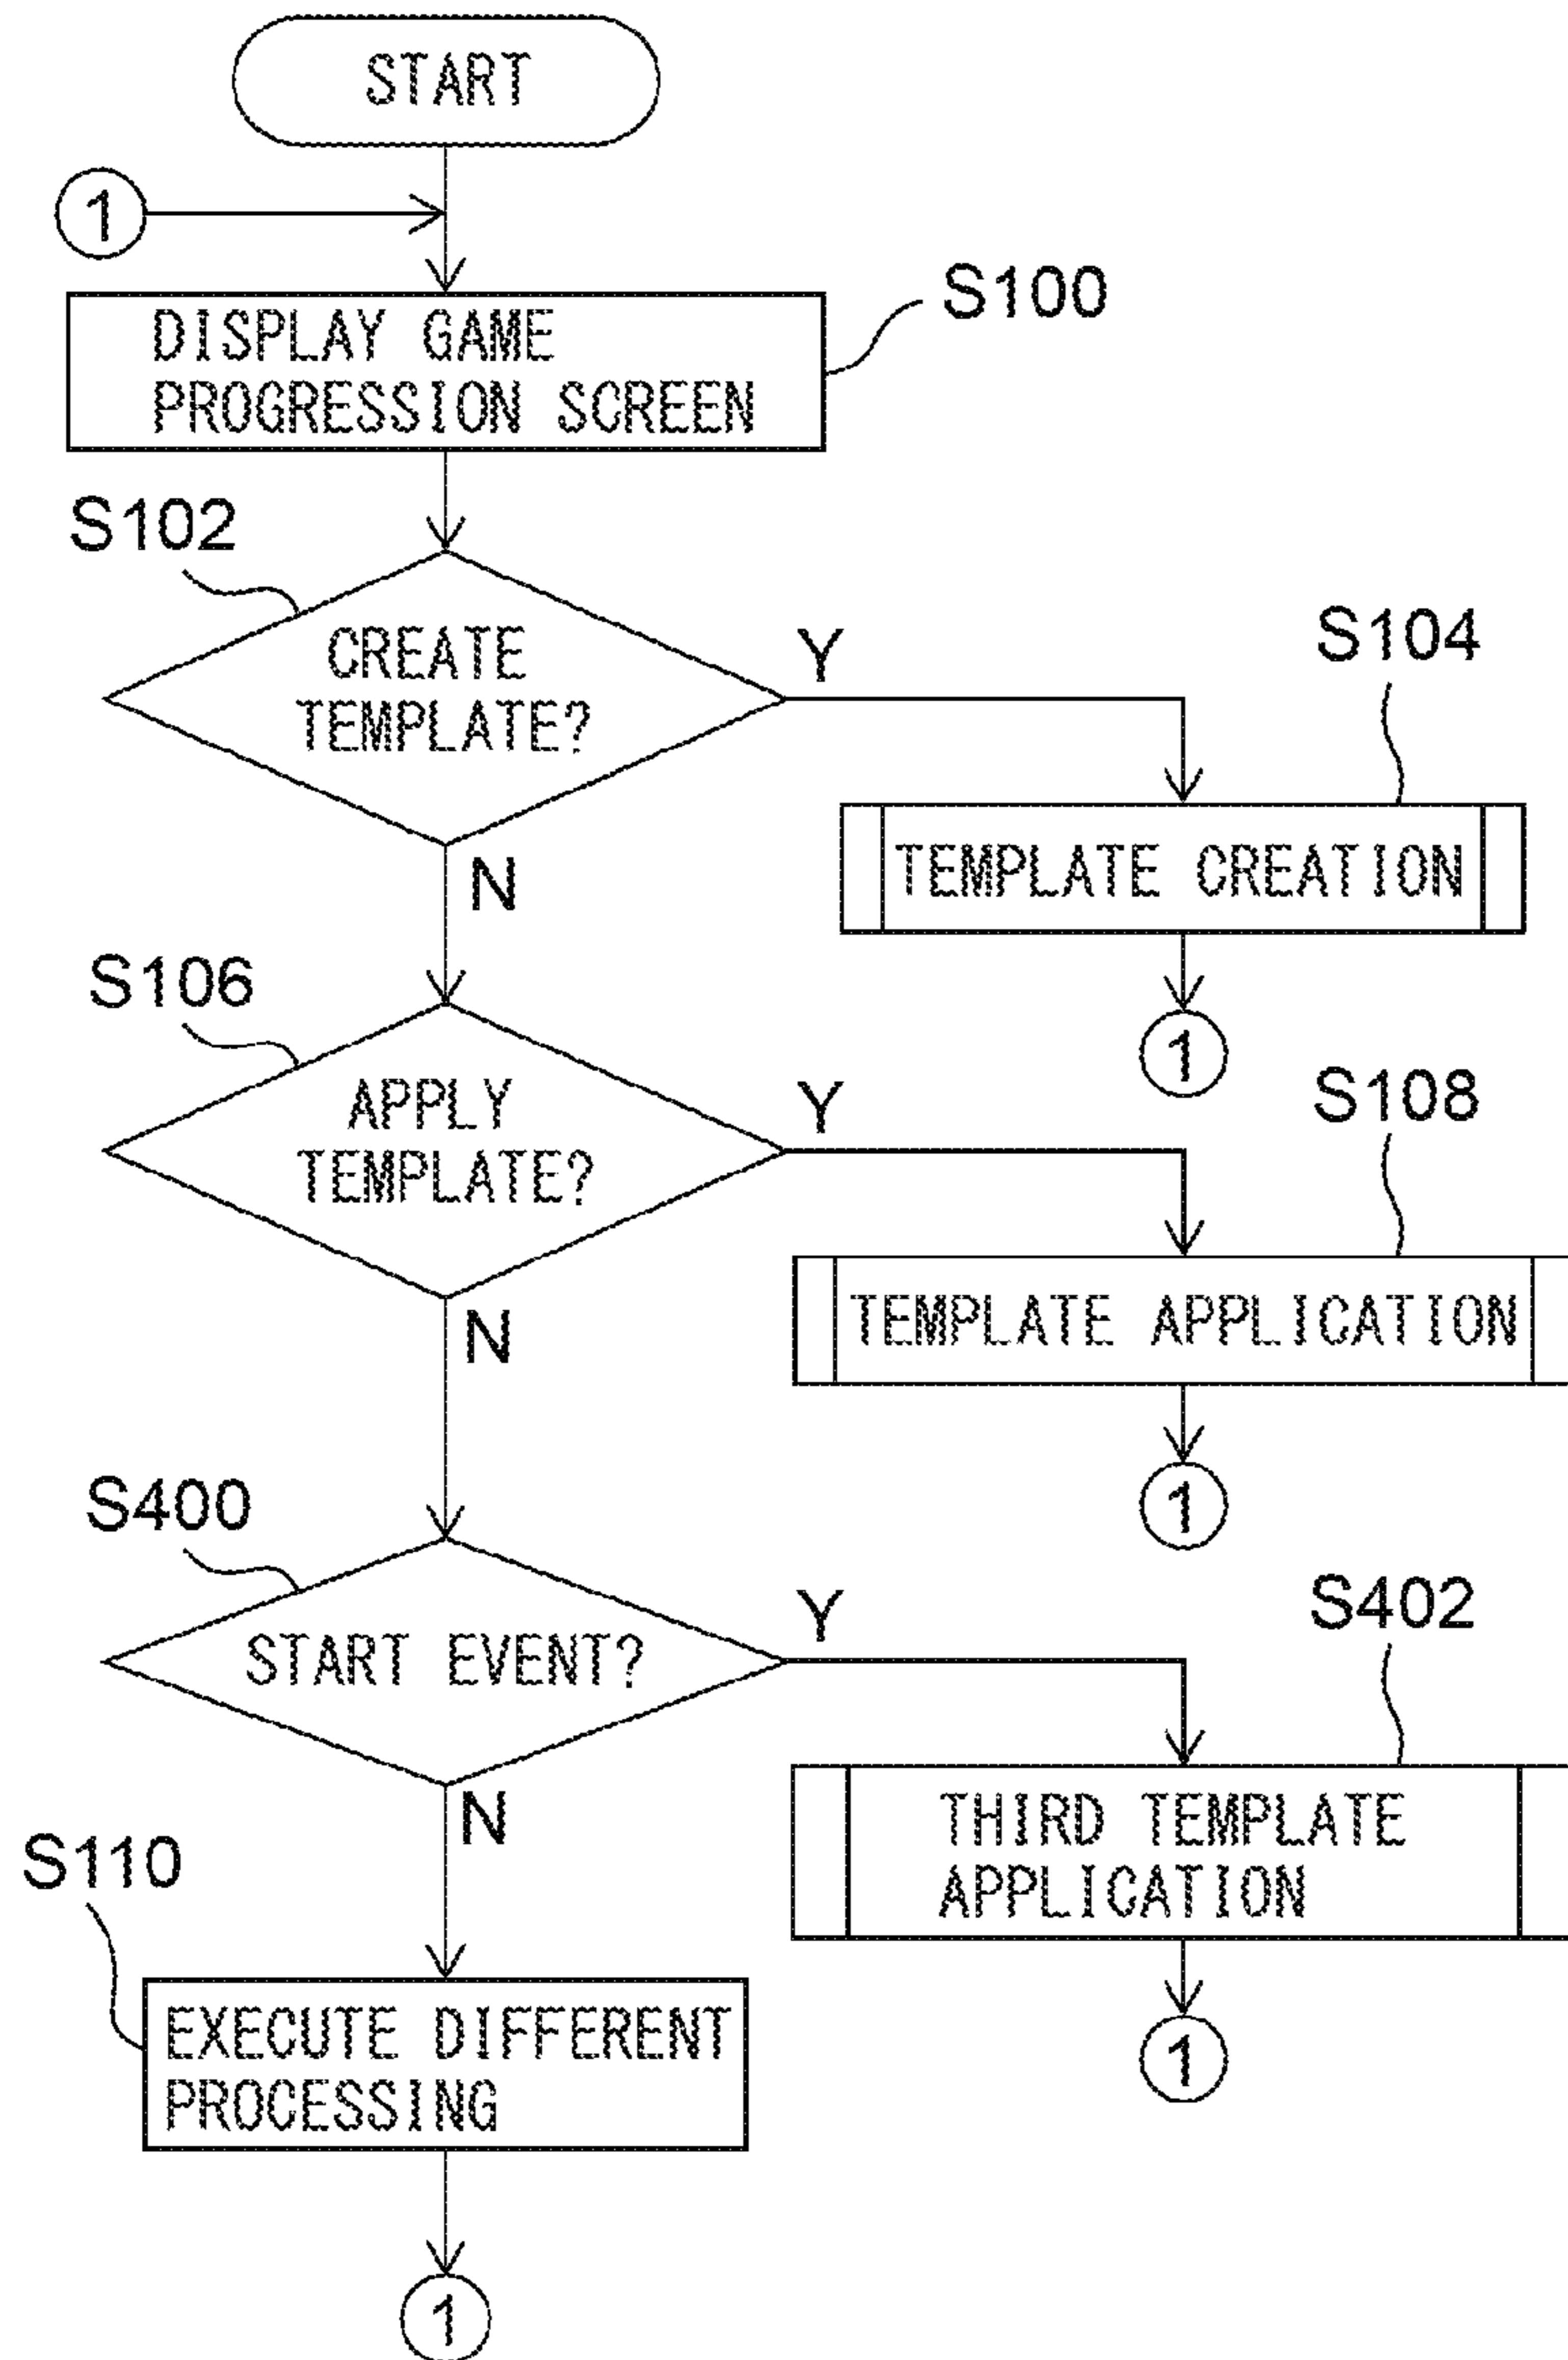 START
1
S100
DISPLAY GAME
PROGRESSION SCREEN
S102
CREATE
TEMPLATE?
Y
S104
TEMPLATE CREATION
1
N
S106
APPLY
TEMPLATE?
Y
S108
TEMPLATE APPLICATION
1
N
S400
START EVENT?
Y
S402
THIRD TEMPLATE
APPLICATION
1
N
S110
EXECUTE DIFFERENT
PROCESSING
1